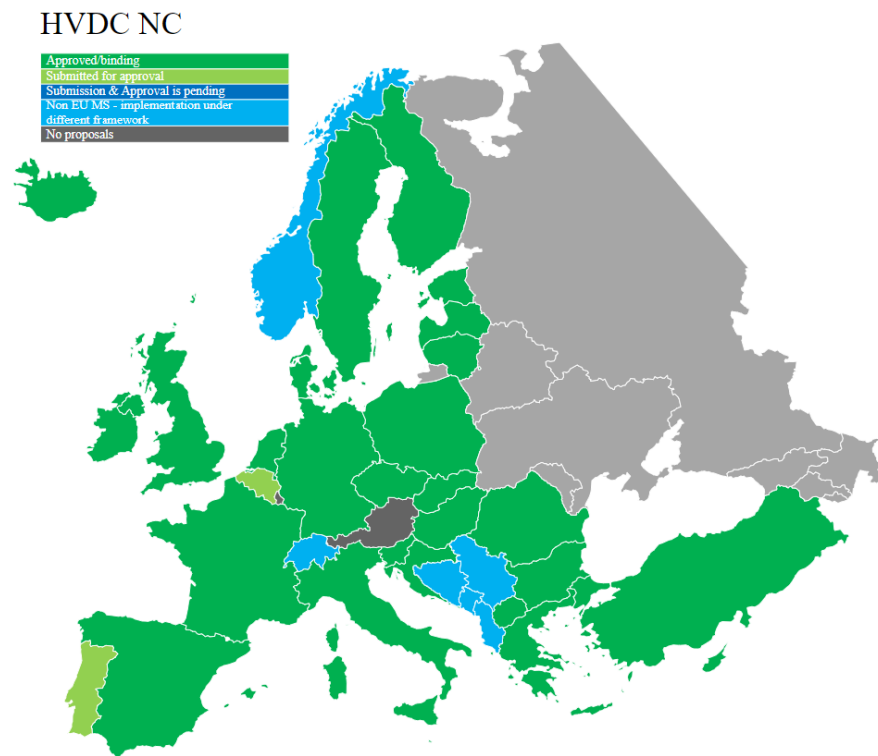 HVDC NC
Approved/binding
Submitted for approval
Submission & Approval is pending
Non EU MS - implementation under
different framework
No proposals